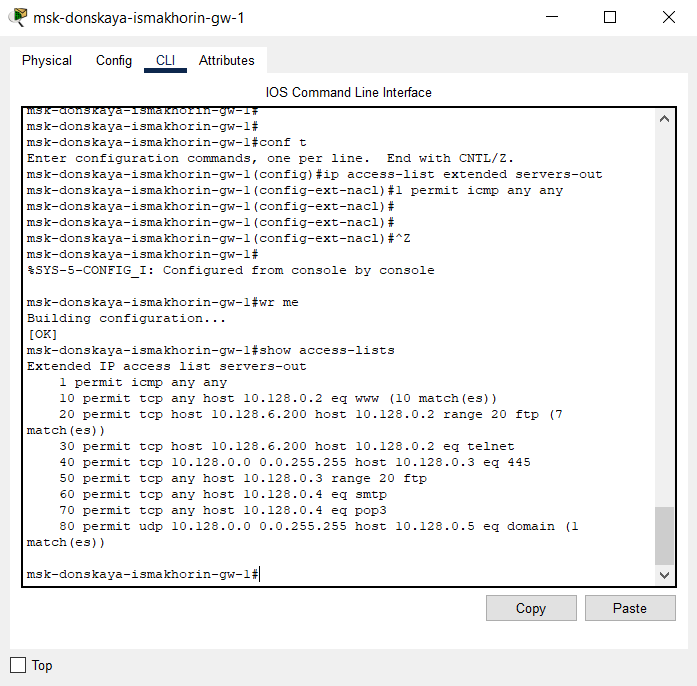 msk-donskaya-ismakhorin-gw-1
Physical Config CLI Attributes
IOS Command Line Interface
msk-donskaya-ismakhorin-gw-1#
msk-donskaya-ismakhorin-gw-1#
msk-donskaya-ismakhorin-gw-1#conf t
Enter configuration commands, one per line.  End with CNTL/Z.
msk-donskaya-ismakhorin-gw-1(config)#ip access-list extended servers-out
msk-donskaya-ismakhorin-gw-1(config-ext-nacl)#1 permit icmp any any
msk-donskaya-ismakhorin-gw-1(config-ext-nacl)#
msk-donskaya-ismakhorin-gw-1(config-ext-nacl)#
msk-donskaya-ismakhorin-gw-1(config-ext-nacl)#^Z
msk-donskaya-ismakhorin-gw-1#
%SYS-5-CONFIG_I: Configured from console by console
msk-donskaya-ismakhorin-gw-1#wr me
Building configuration...
[OK]
msk-donskaya-ismakhorin-gw-1#show access-lists
Extended IP access list servers-out
    1 permit icmp any any
    10 permit tcp any host 10.128.0.2 eq www (10 match(es))
    20 permit tcp host 10.128.6.200 host 10.128.0.2 range 20 ftp (7
match(es))
    30 permit tcp host 10.128.6.200 host 10.128.0.2 eq telnet
    40 permit tcp 10.128.0.0 0.0.255.255 host 10.128.0.3 eq 445
    50 permit tcp any host 10.128.0.3 range 20 ftp
    60 permit tcp any host 10.128.0.4 eq smtp
    70 permit tcp any host 10.128.0.4 eq pop3
    80 permit udp 10.128.0.0 0.0.255.255 host 10.128.0.5 eq domain (1
match(es))
msk-donskaya-ismakhorin-gw-1#
Copy Paste
Top